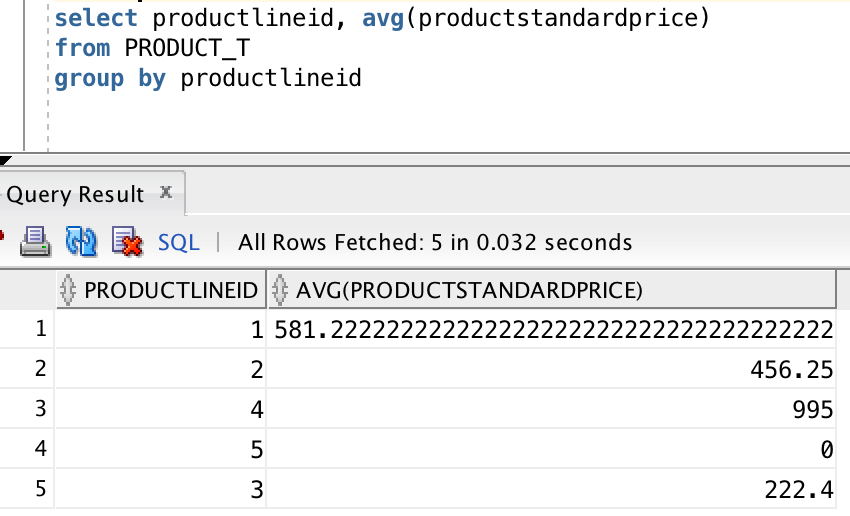 select productlineid, avg(productstandardprice)
from PRODUCT_T
group by productlineid
Query Result x
SQL | All Rows Fetched: 5 in 0.032 seconds
PRODUCTLINEID AVG(PRODUCTSTANDARDPRICE)
1 1 581.222222222222222222222222222222222222
2 2 456.25
3 4 995
4 5 0
5 3 222.4